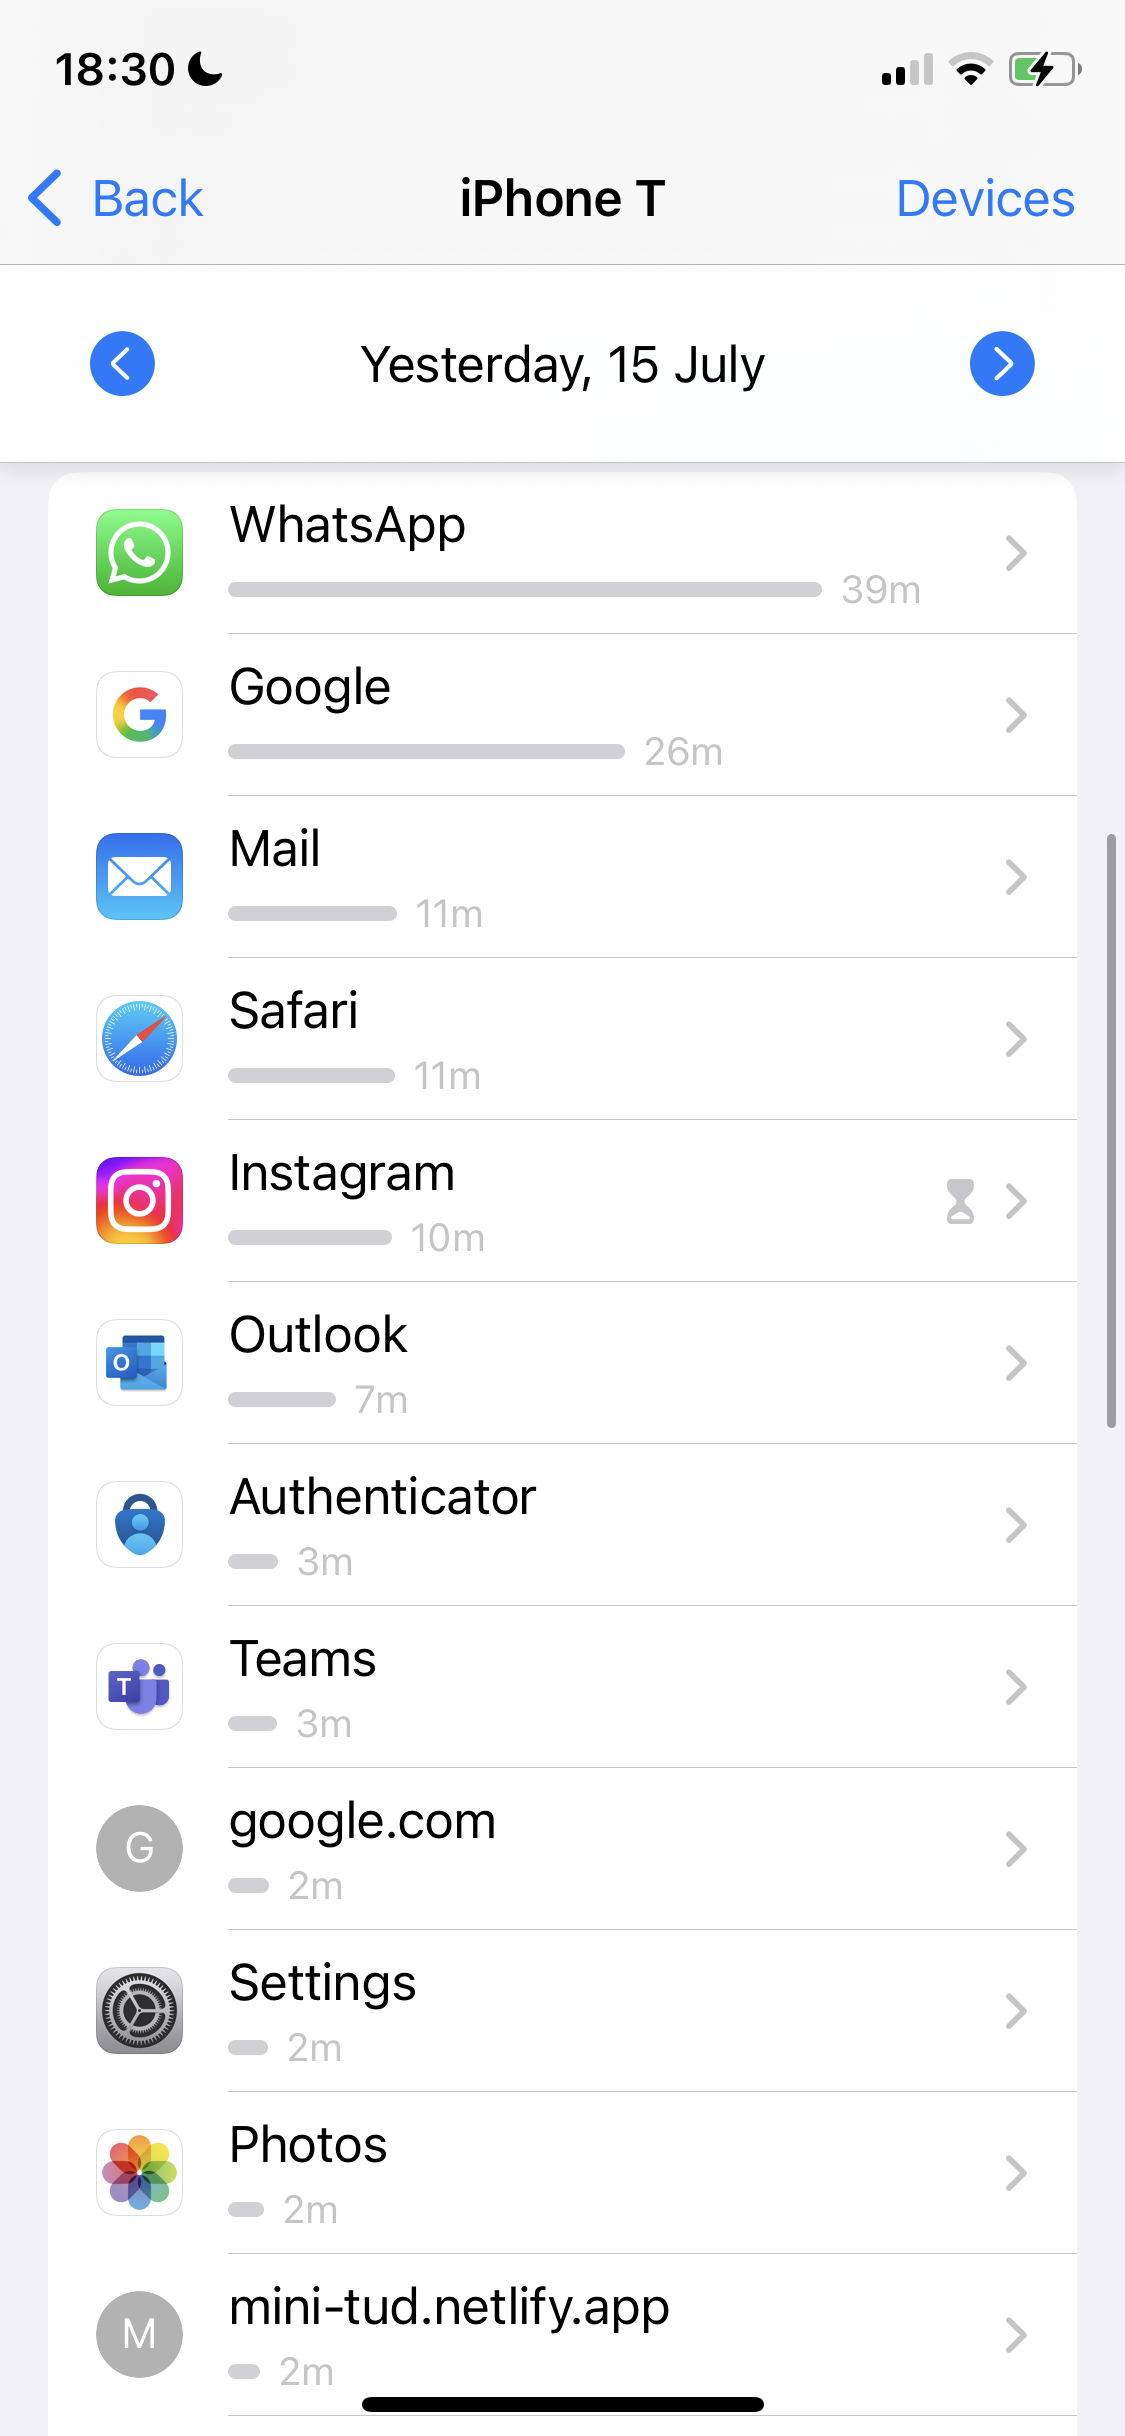 18:30
Back
iPhone T
Devices
Yesterday, 15 July
WhatsApp
39m
Google
26m
Mail
11m
Safari
11m
Instagram
10m
Outlook
O
7m
Authenticator
3m
Teams
T
3m
G
google.com
2m
Settings
2m
Photos
2m
M
mini-tud.netlify.app
2m